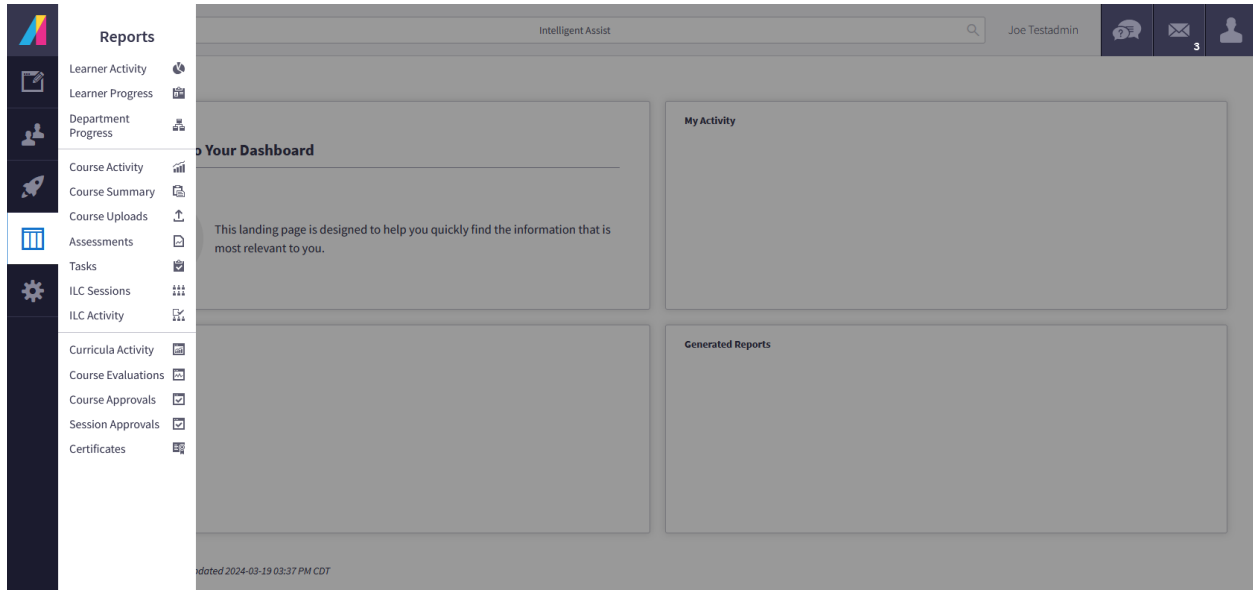 Reports
Learner Activity
Learner Progress
Department
Progress
Course Activity
Course Summary
Course Uploads
Assessments
Tasks
ILC Sessions
ILC Activity
Curricula Activity
Course Evaluations
Course Approvals
Session Approvals
Certificates
Intelligent Assist
Joe Testadmin
3
o Your Dashboard
This landing page is designed to help you quickly find the information that is
most relevant to you.
My Activity
Generated Reports
pdated 2024-03-19 03:37 PM CDT